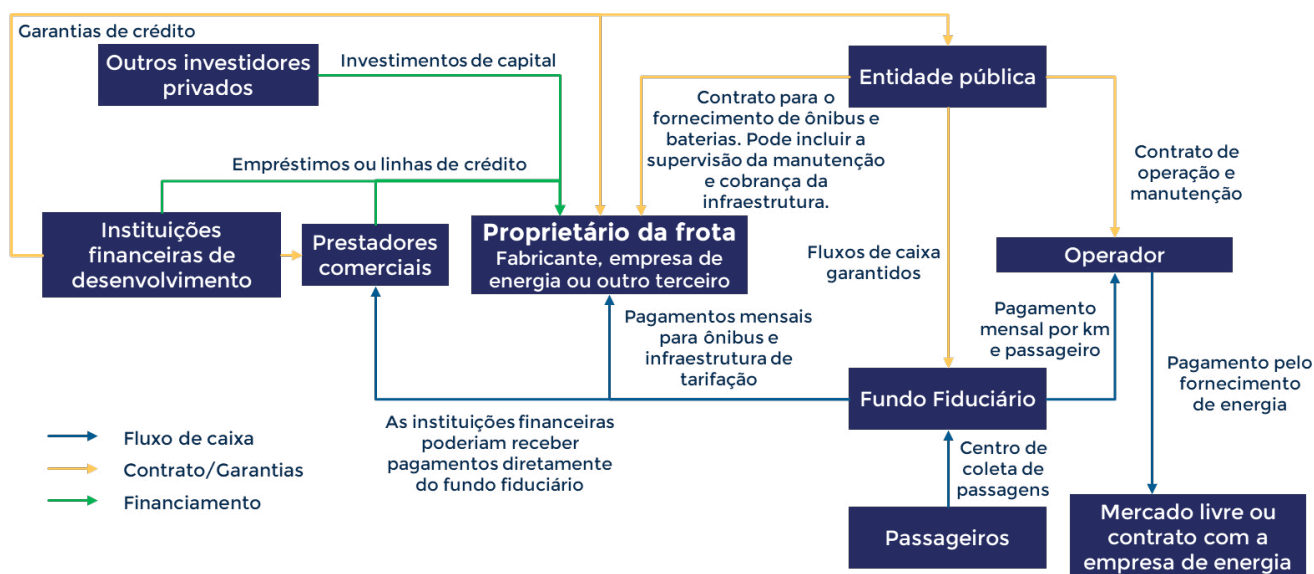 Garantias de crédito
Outros investidores
privados
Investimentos de capital
Entidade pública
Contrato para o
fornecimento de ônibus e
baterias. Pode incluir a
supervisão da manutenção
e cobrança da
infraestrutura.
Contrato de
operação e
manutenção
Empréstimos ou linhas de crédito
Instituições
financeiras de
desenvolvimento
Prestadores
comerciais
Proprietário da frota
Fabricante, empresa de
energia ou outro terceiro
Fluxos de caixa
garantidos
Operador
Pagamentos mensais
para ônibus e
infraestrutura de
tarifação
Pagamento
mensal por km
e passageiro
Pagamento pelo
fornecimento
de energia
Fundo Fiduciário
As instituições financeiras
poderiam receber
pagamentos diretamente
do fundo fiduciário
Centro de
coleta de
passagens
Fluxo de caixa
Contrato/Garantias
Financiamento
Passageiros
Mercado livre ou
contrato com a
empresa de energia